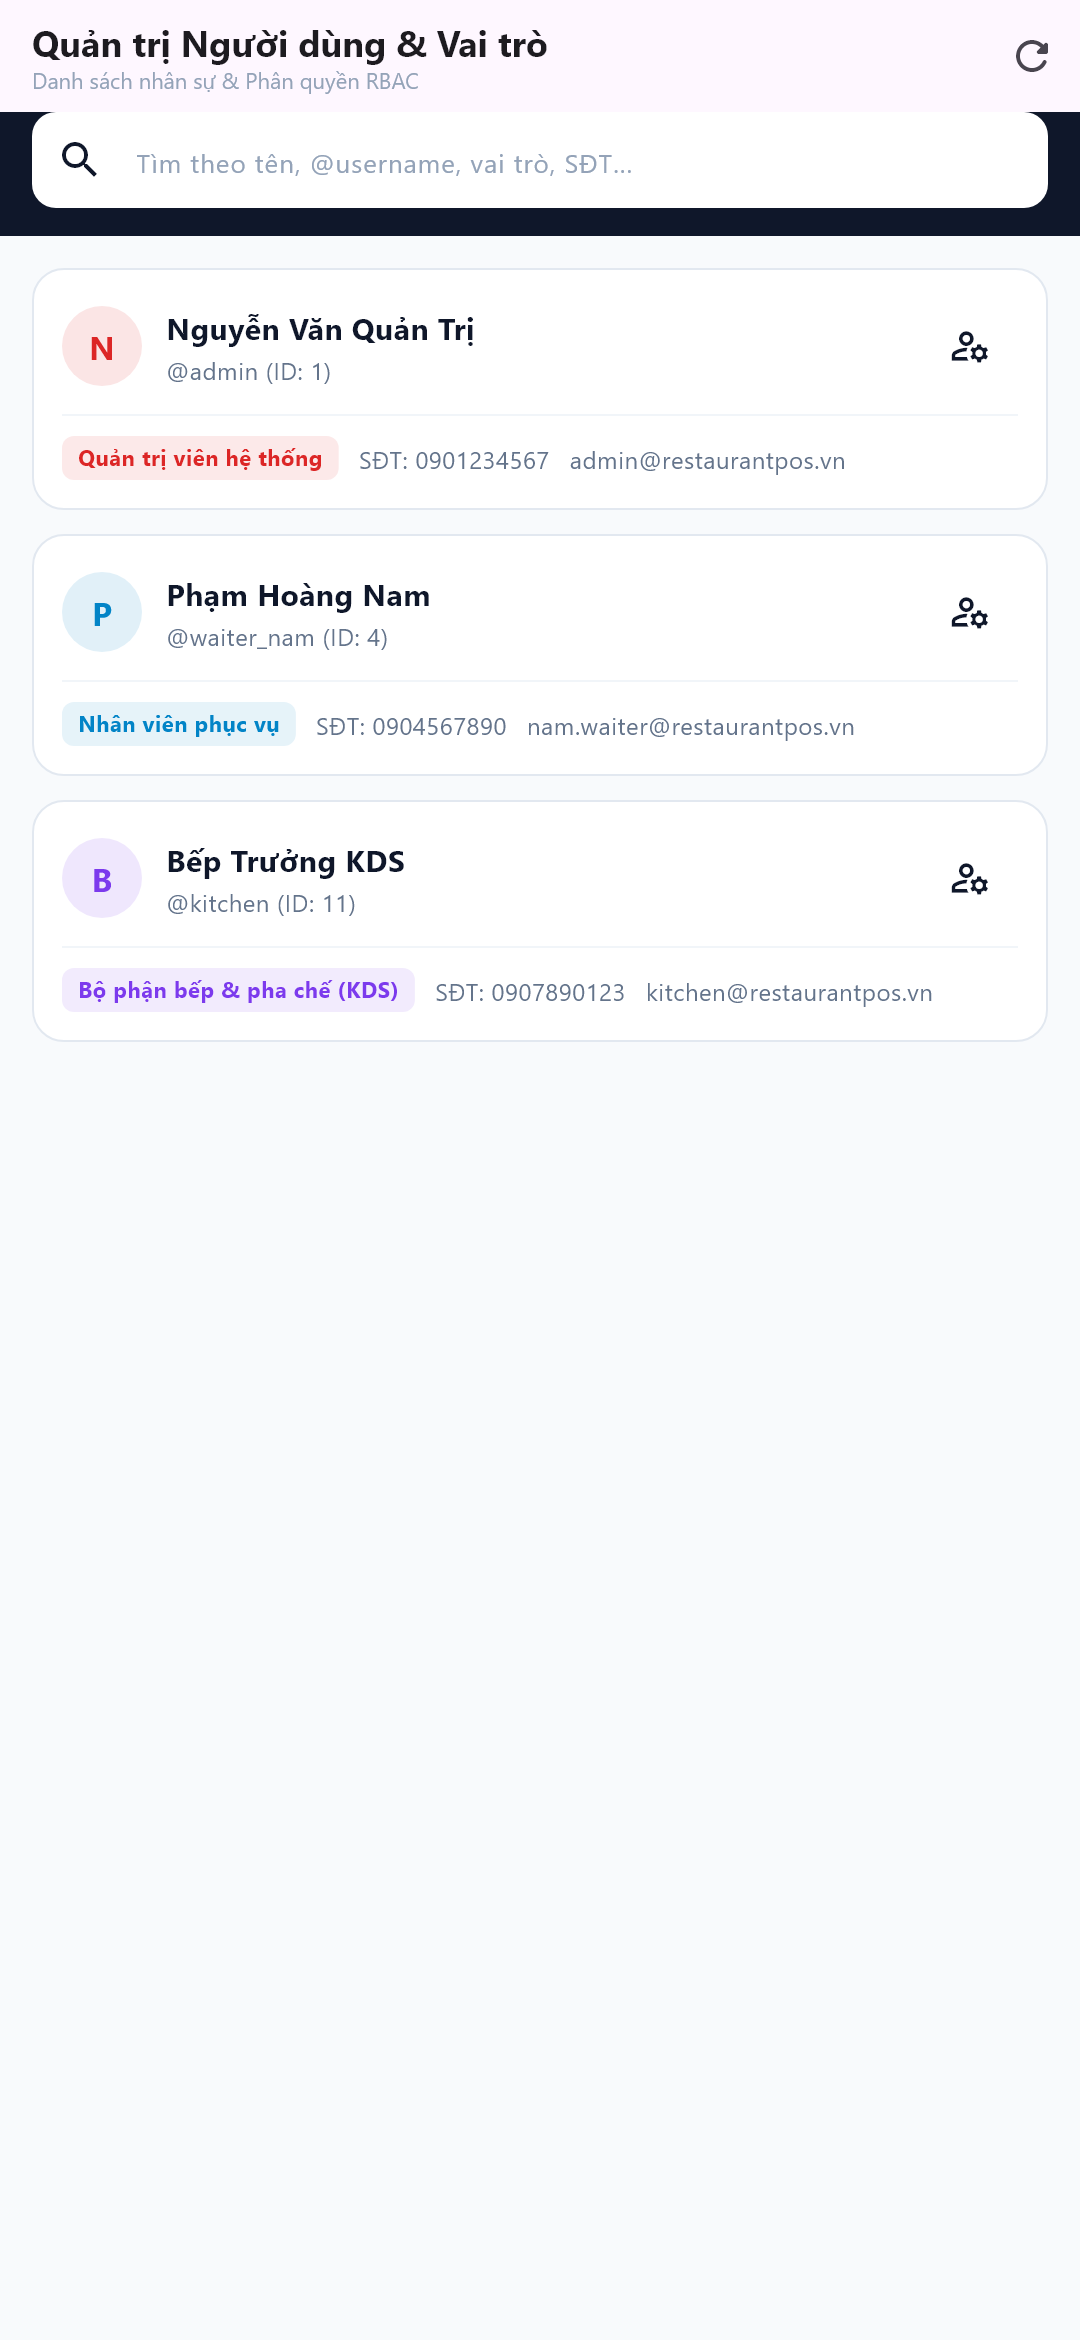 Quản trị Người dùng & Vai trò
Danh sách nhân sự & Phân quyền RBAC
Tìm theo tên, @username, vai trò, SĐT...
N
Nguyễn Văn Quản Trị
@admin (ID: 1)
Quản trị viên hệ thống SĐT: 0901234567 admin@restaurantpos.vn
P
Phạm Hoàng Nam
@waiter_nam (ID: 4)
Nhân viên phục vụ SĐT: 0904567890 nam.waiter@restaurantpos.vn
B
Bếp Trưởng KDS
@kitchen (ID: 11)
Bộ phận bếp & pha chế (KDS) SĐT: 0907890123 kitchen@restaurantpos.vn